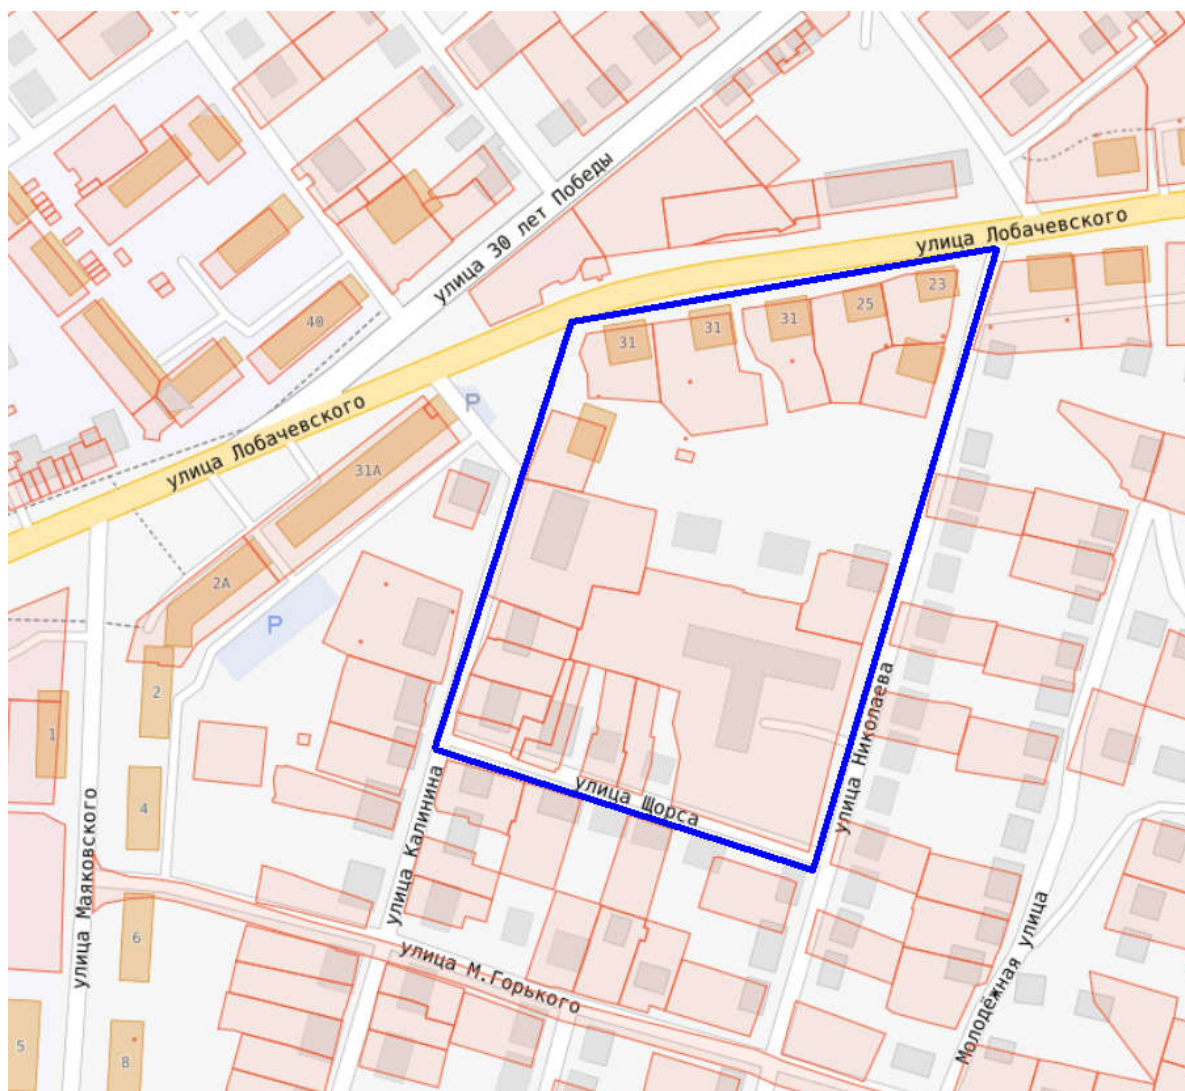 улица 30 лет Победы
улица Лобачевского
40
23
25
31
31
31
P
улица Лобачевского
31А
2А
P
2
1
улица Николаева
4
улица Щорса
улица Калинина
улица Маяковского
6
улица М.Горького
Молодёжная улица
5
8